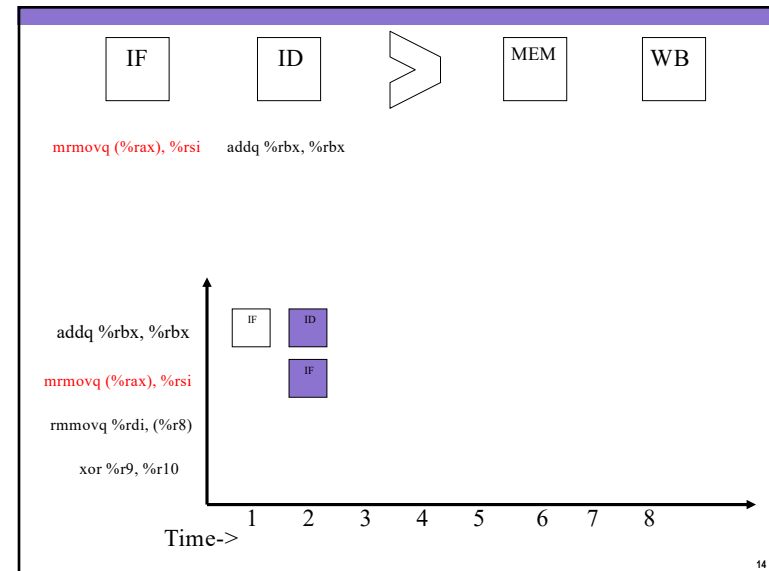 IF ID MEM WB
mrmovq (%rax), %rsi addq %rbx, %rbx
addq %rbx, %rbx IF ID
mrmovq (%rax), %rsi IF
rmmovq %rdi, (%r8)
xor %r9, %r10
1 2 3 4 5 6 7 8
Time->
14